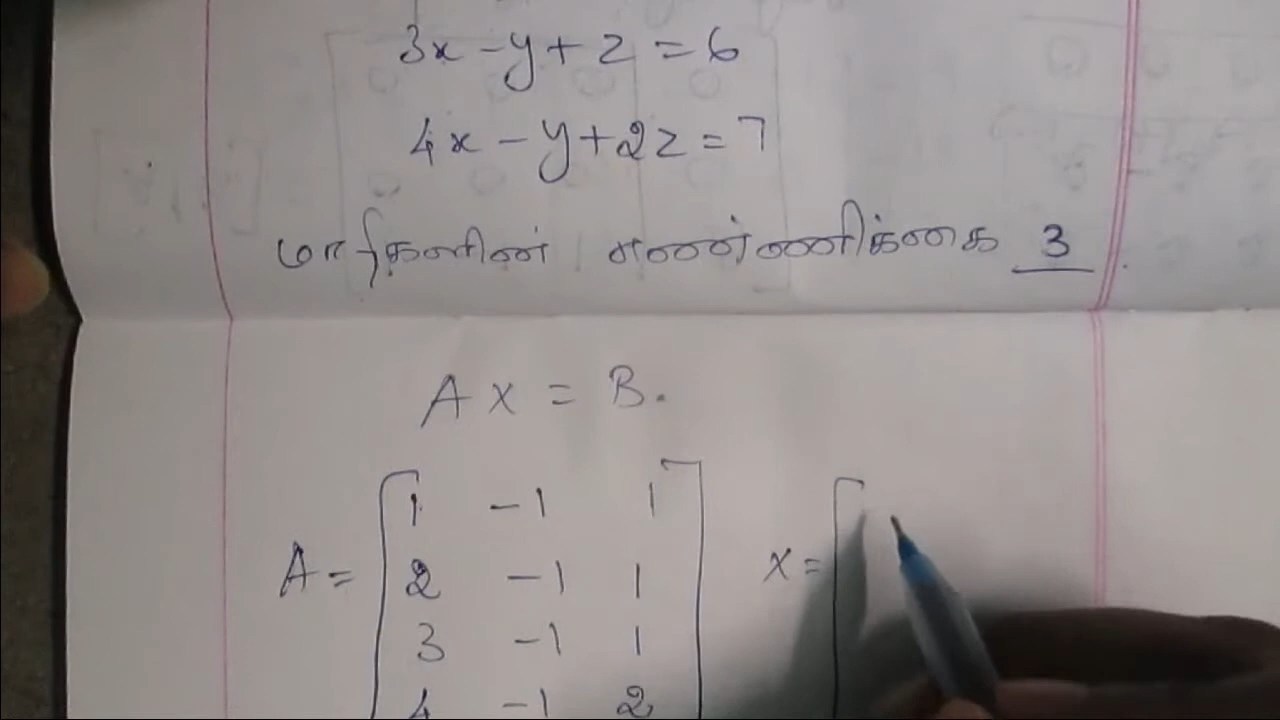 3x - y + z = 6
4x - y + 2z = 7
மாறிகளின் எண்ணிக்கை 3.
AX = B.
A = [ 1 -1 1 X = [
2 -1 1
3 -1 1
4 -1 2